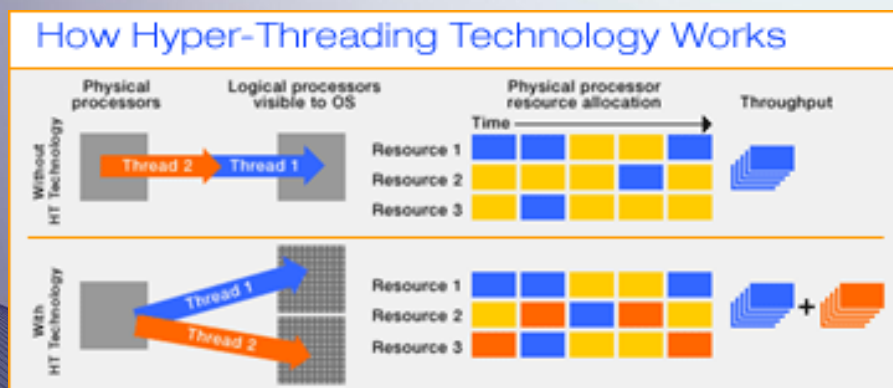 How Hyper-Threading Technology Works
Physical
processors
Logical processors
visible to OS
Physical processor
resource allocation
Throughput
Time
Without
HT Technology
Thread 2
Thread 1
Resource 1
Resource 2
Resource 3
With
HT Technology
Thread 1
Thread 2
Resource 1
Resource 2
Resource 3
+